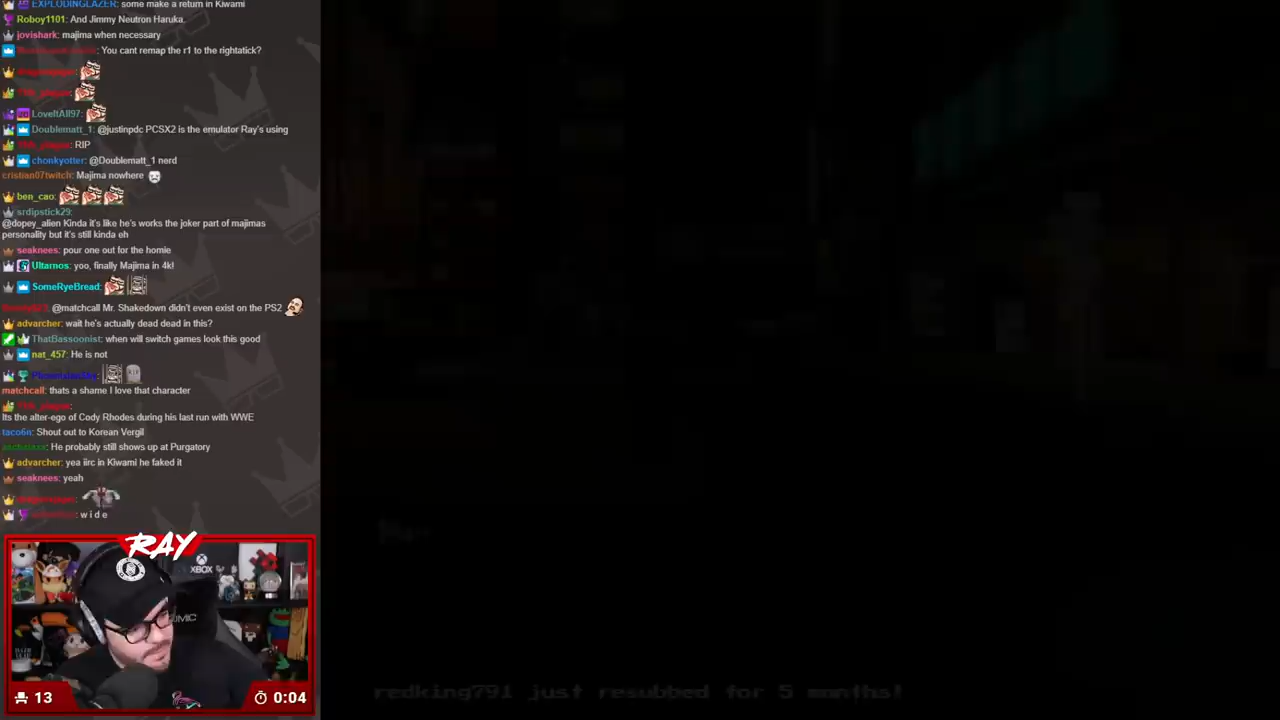 EXPLODINGLAZER: some make a return in Kiwami
Roboy1101: And Jimmy Neutron Haruka.
jovishark: majima when necessary
You cant remap the r1 to the rightatick?
LoveItAll97:
Doublematt_1: @justinpdc PCSX2 is the emulator Ray's using
RIP
chonkyotter: @Doublematt_1 nerd
cristian07twitch: Majima nowhere
ben_cao:
srdipstick29:
@dopey_alien Kinda it's like he's works the joker part of majimas
personality but it's still kinda eh
seaknees: pour one out for the homie
Ultarnos: yoo, finally Majima in 4k!
SomeRyeBread:
@matchcall Mr. Shakedown didn't even exist on the PS2
advarcher: wait he's actually dead dead in this?
ThatBassoonist: when will switch games look this good
nat_457: He is not
matchcall: thats a shame I love that character
Its the alter-ego of Cody Rhodes during his last run with WWE
taco6n: Shout out to Korean Vergil
He probably still shows up at Purgatory
advarcher: yea iirc in Kiwami he faked it
seaknees: yeah
w i d e
RAY
XBOX
13
0:04
redking791 just resubbed for 5 months!